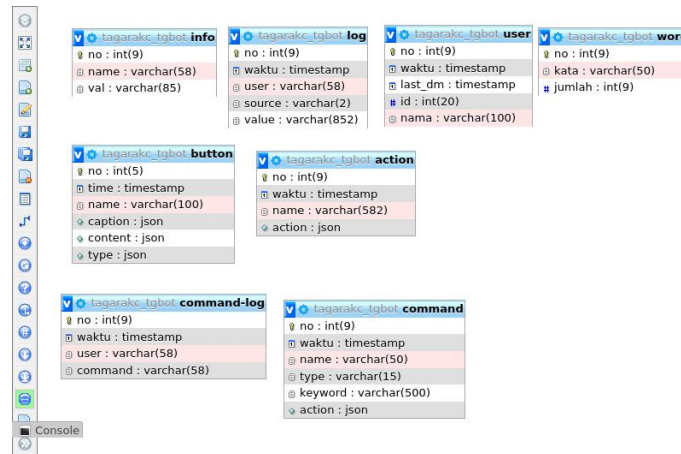 tagarakc_tgbot info
no : int(9)
name : varchar(58)
val : varchar(85)
tagarakc_tgbot log
no : int(9)
waktu : timestamp
user : varchar(58)
source : varchar(2)
value : varchar(852)
tagarakc_tgbot user
no : int(9)
waktu : timestamp
last_dm : timestamp
id : int(20)
nama : varchar(100)
tagarakc_tgbot wor
no : int(9)
kata : varchar(50)
jumlah : int(9)
tagarakc_tgbot button
no : int(5)
time : timestamp
name : varchar(100)
caption : json
content : json
type : json
tagarakc_tgbot action
no : int(9)
waktu : timestamp
name : varchar(582)
action : json
tagarakc_tgbot command-log
no : int(9)
waktu : timestamp
user : varchar(58)
command : varchar(58)
tagarakc_tgbot command
no : int(9)
waktu : timestamp
name : varchar(50)
type : varchar(15)
keyword : varchar(500)
action : json
Console